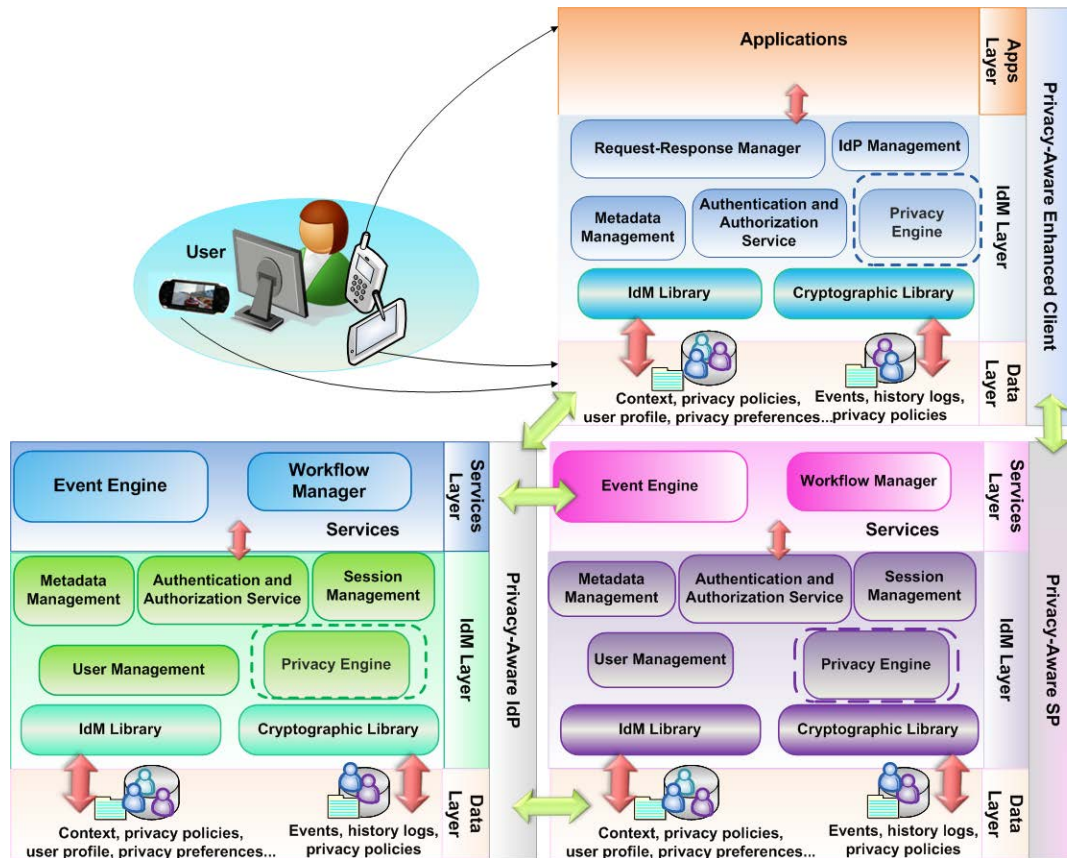 Applications
Apps
Layer
Request-Response Manager
IdP Management
Metadata
Management
Authentication and
Authorization
Service
Privacy
Engine
IdM Library
Cryptographic Library
IdM Layer
Context, privacy policies,
user profile, privacy preferences...
Events, history logs,
privacy policies
Data
Layer
Privacy-Aware Enhanced Client
User
Event Engine
Workflow
Manager
Services
Services
Layer
Metadata
Management
Authentication and
Authorization Service
Session
Management
User Management
Privacy Engine
IdM Library
Cryptographic Library
IdM Layer
Context, privacy policies,
user profile, privacy preferences...
Events, history logs,
privacy policies
Data
Layer
Privacy-Aware IdP
Event Engine
Workflow Manager
Services
Services
Layer
Metadata
Management
Authentication and
Authorization Service
Session
Management
User Management
Privacy Engine
IdM Library
Cryptographic Library
IdM Layer
Context, privacy policies,
user profile, privacy preferences...
Events, history logs,
privacy policies
Data
Layer
Privacy-Aware SP